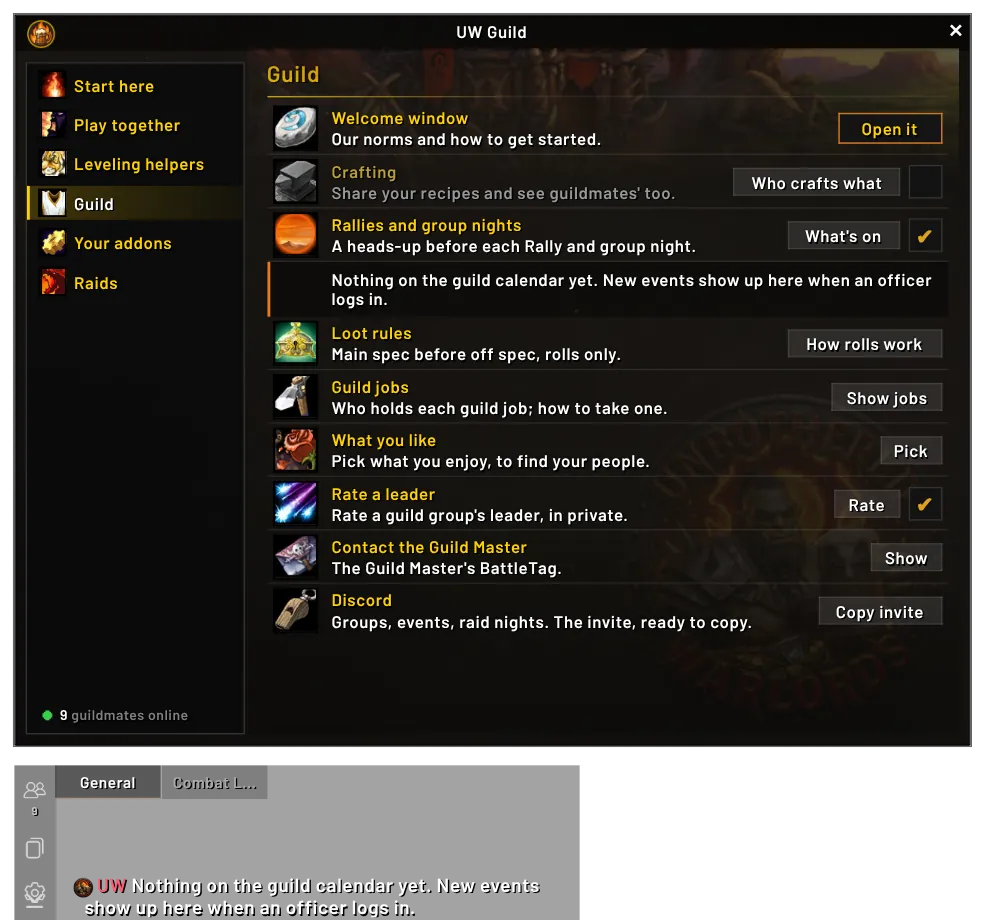 UW Guild
Start here
Play together
Leveling helpers
Guild
Your addons
Raids
9 guildmates online
Guild
Welcome window
Our norms and how to get started.
Open it
Crafting
Share your recipes and see guildmates' too.
Who crafts what
Rallies and group nights
A heads-up before each Rally and group night.
What's on
Nothing on the guild calendar yet. New events show up here when an officer
logs in.
Loot rules
Main spec before off spec, rolls only.
How rolls work
Guild jobs
Who holds each guild job; how to take one.
Show jobs
What you like
Pick what you enjoy, to find your people.
Pick
Rate a leader
Rate a guild group's leader, in private.
Rate
Contact the Guild Master
The Guild Master's BattleTag.
Show
Discord
Groups, events, raid nights. The invite, ready to copy.
Copy invite
WARLORDS
General
Combat L...
9
UW Nothing on the guild calendar yet. New events
show up here when an officer logs in.